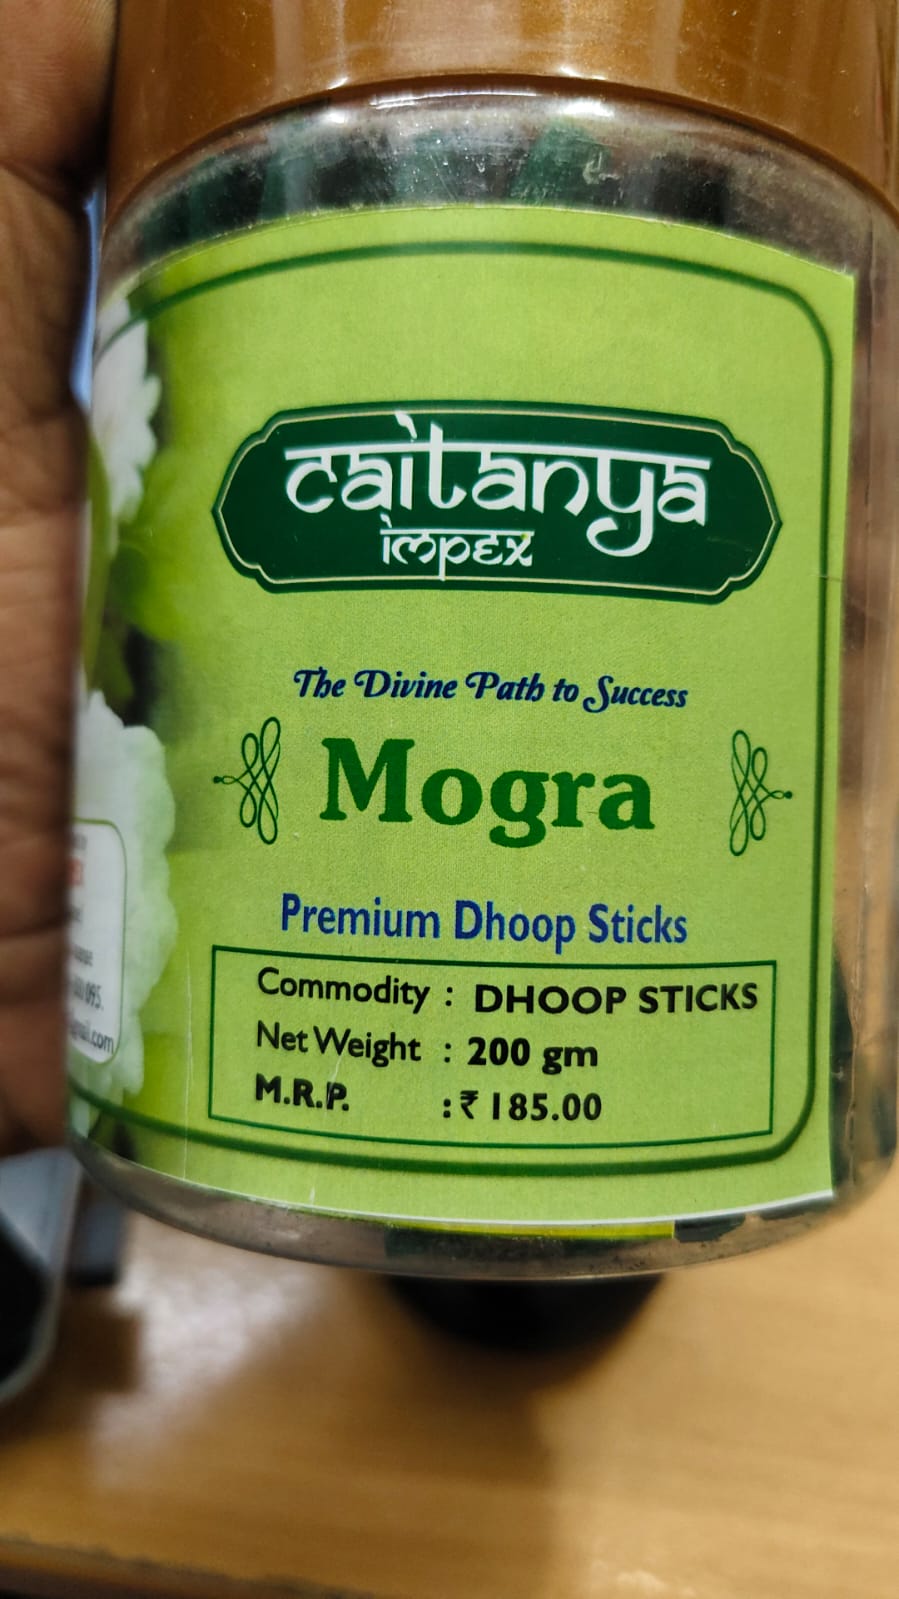 caitanya
impex
The Divine Path to Success
Mogra
Premium Dhoop Sticks
Commodity : DHOOP STICKS
Net Weight : 200 gm
M.R.P. : ₹ 185.00
095.